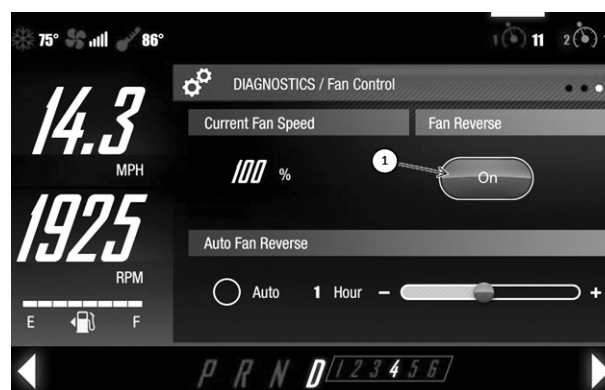 75° 86° 1 11 2
DIAGNOSTICS / Fan Control
14.3
MPH
Current Fan Speed Fan Reverse
100 %
1
On
1925
RPM
Auto Fan Reverse
Auto 1 Hour − +
E F
P R N D 1 2 3 4 5 6